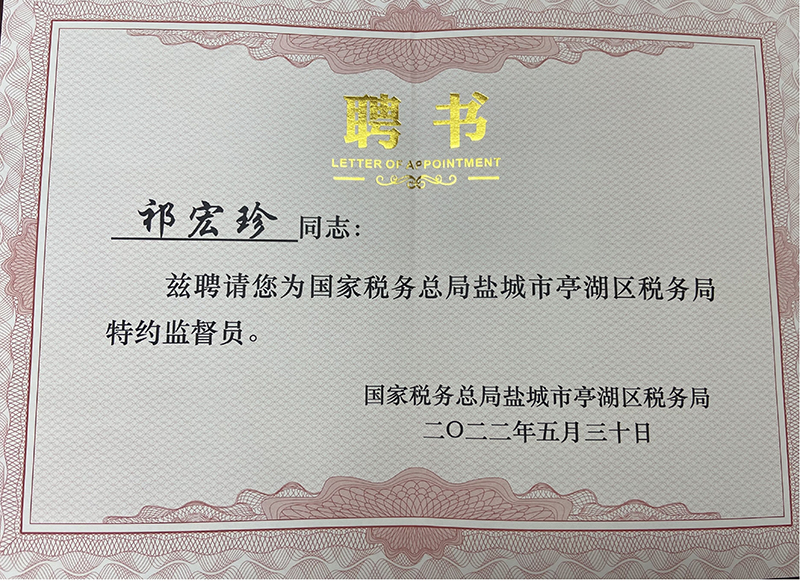 聘书
LETTER OF APPOINTMENT
祁宏珍同志：
兹聘请您为国家税务总局盐城市亭湖区税务局
特约监督员。
国家税务总局盐城市亭湖区税务局
二〇二二年五月三十日